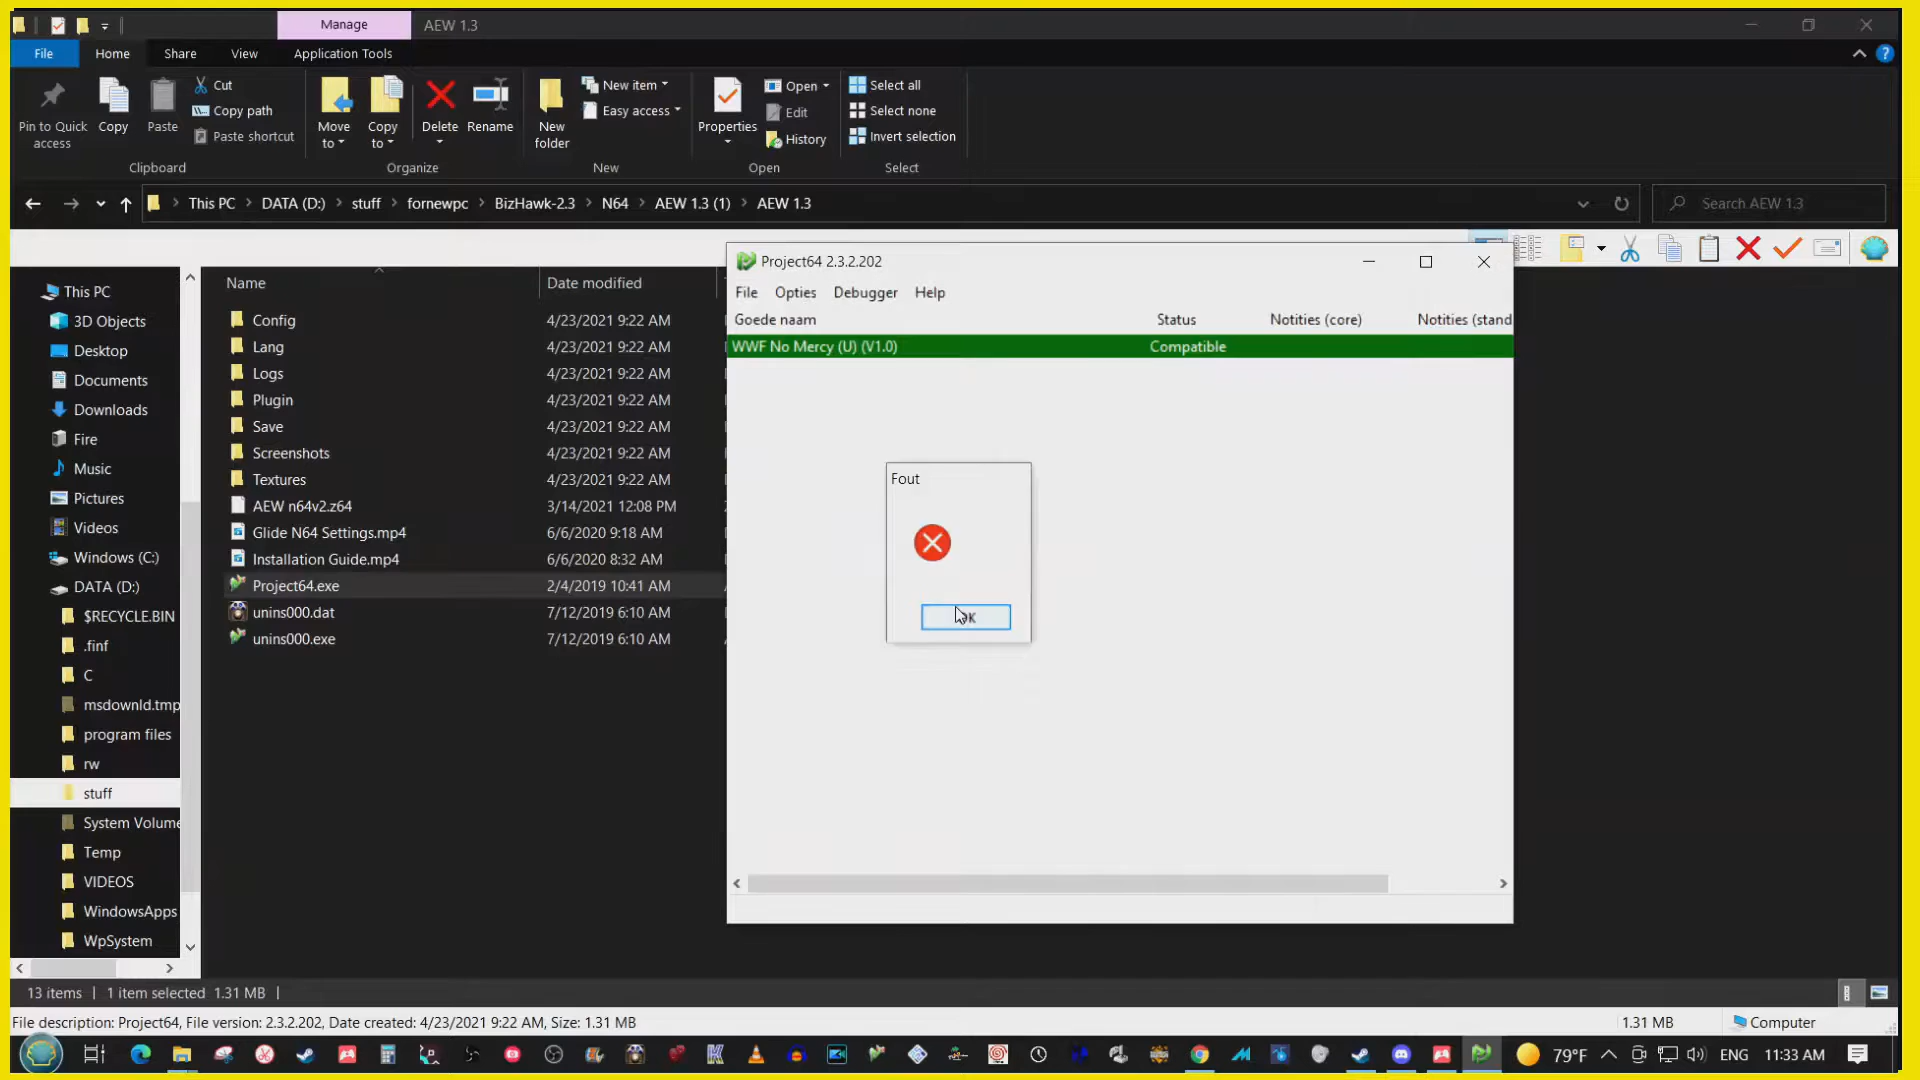 Manage
AEW 1.3
File
Home
Share
View
Application Tools
Pin to Quick access
Copy
Paste
Cut
Copy path
Paste shortcut
Clipboard
Move to
Copy to
Delete
Rename
Organize
New folder
New item
Easy access
New
Properties
Open
Edit
History
Open
Select all
Select none
Invert selection
Select
This PC
DATA (D:)
stuff
fornewpc
BizHawk-2.3
N64
AEW 1.3 (1)
AEW 1.3
Search AEW 1.3
This PC
3D Objects
Desktop
Documents
Downloads
Fire
Music
Pictures
Videos
Windows (C:)
DATA (D:)
$RECYCLE.BIN
.finf
C
msdownld.tmp
program files
rw
stuff
System Volume
Temp
VIDEOS
WindowsApps
WpSystem
Name
Date modified
Config 4/23/2021 9:22 AM
Lang 4/23/2021 9:22 AM
Logs 4/23/2021 9:22 AM
Plugin 4/23/2021 9:22 AM
Save 4/23/2021 9:22 AM
Screenshots 4/23/2021 9:22 AM
Textures 4/23/2021 9:22 AM
AEW n64v2.z64 3/14/2021 12:08 PM
Glide N64 Settings.mp4 6/6/2020 9:18 AM
Installation Guide.mp4 6/6/2020 8:32 AM
Project64.exe 2/4/2019 10:41 AM
unins000.dat 7/12/2019 6:10 AM
unins000.exe 7/12/2019 6:10 AM
Project64 2.3.2.202
File
Opties
Debugger
Help
Goede naam
Status
Notities (core)
Notities (stand
WWF No Mercy (U) (V1.0)
Compatible
Fout
13 items
1 item selected 1.31 MB
File description: Project64, File version: 2.3.2.202, Date created: 4/23/2021 9:22 AM, Size: 1.31 MB
1.31 MB
Computer
79°F
ENG
11:33 AM